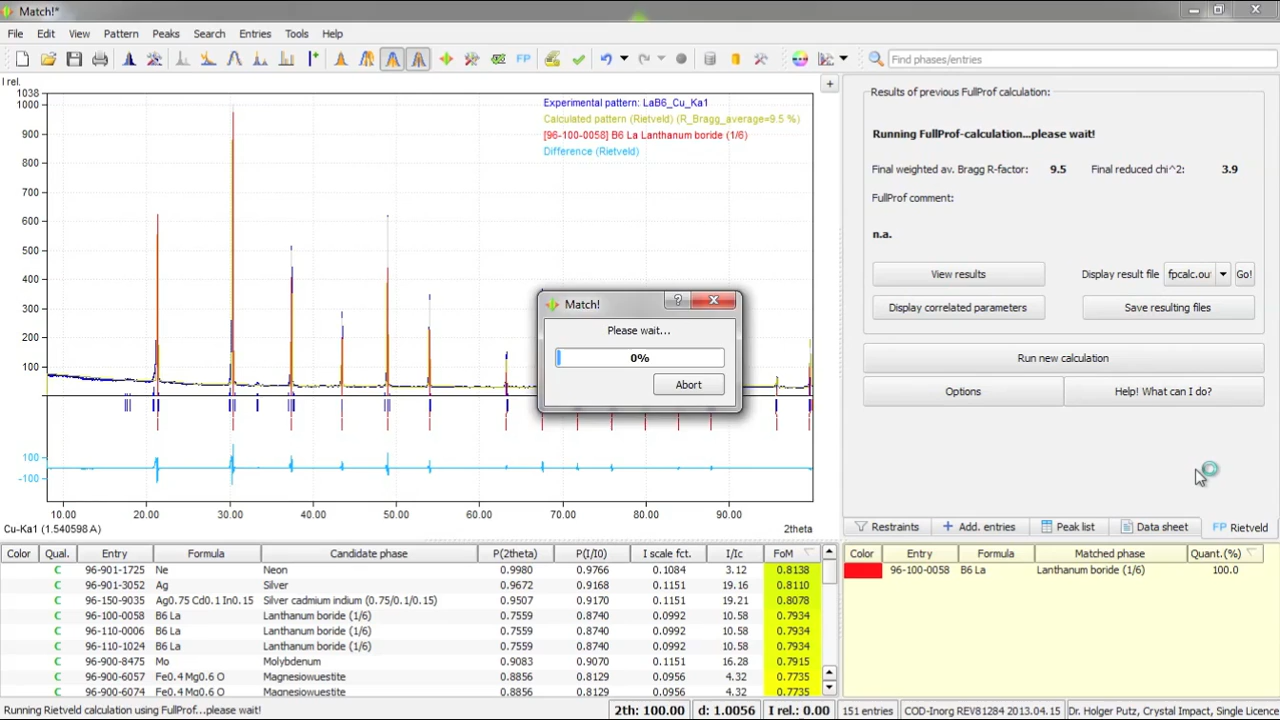 Match!*
File Edit View Pattern Peaks Search Entries Tools Help
FP
Find phases/entries
I rel.
1038
1000
900
800
700
600
500
400
300
200
100
100
-100
10.00 20.00 30.00 40.00 50.00 60.00 70.00 80.00 90.00
Cu-Ka1 (1.540598 A)
2theta
Experimental pattern: LaB6_Cu_Ka1
Calculated pattern (Rietveld) (R_Bragg_average=9.5 %)
[96-100-0058] B6 La Lanthanum boride (1/6)
Difference (Rietveld)
Match!
?
Please wait...
0%
Abort
Results of previous FullProf calculation:
Running FullProf-calculation...please wait!
Final weighted av. Bragg R-factor: 9.5 Final reduced chi^2: 3.9
FullProf comment:
n.a.
View results Display result file fpcalc.ou Go!
Display correlated parameters Save resulting files
Run new calculation
Options Help! What can I do?
Restraints Add. entries Peak list Data sheet FP Rietveld
Color Qual. Entry Formula Candidate phase P(2theta) P(I/I0) I scale fct. I/Ic FoM
C 96-901-1725 Ne Neon 0.9980 0.9766 0.1084 3.12 0.8138
C 96-901-3052 Ag Silver 0.9672 0.9168 0.1151 19.16 0.8110
C 96-150-9035 Ag0.75 Cd0.1 In0.15 Silver cadmium indium (0.75/0.1/0.15) 0.9507 0.9170 0.1151 19.21 0.8078
C 96-100-0058 B6 La Lanthanum boride (1/6) 0.7559 0.8740 0.0992 10.58 0.7934
C 96-110-0006 B6 La Lanthanum boride (1/6) 0.7559 0.8740 0.0992 10.58 0.7934
C 96-110-1024 B6 La Lanthanum boride (1/6) 0.7559 0.8740 0.0992 10.58 0.7934
C 96-900-8475 Mo Molybdenum 0.9083 0.9070 0.1151 16.28 0.7915
C 96-900-6057 Fe0.4 Mg0.6 O Magnesiowuestite 0.8856 0.8129 0.0992 4.32 0.7735
C 96-900-6074 Fe0.4 Mg0.6 O Magnesiowuestite 0.8856 0.8129 0.0992 4.32 0.7735
Color Entry Formula Matched phase Quant.(%)
96-100-0058 B6 La Lanthanum boride (1/6) 100.0
Running Rietveld calculation using FullProf...please wait! 2th: 100.00 d: 1.0056 I rel.: 0.00 151 entries COD-Inorg REV81284 2013.04.15 Dr. Holger Putz, Crystal Impact, Single Licence